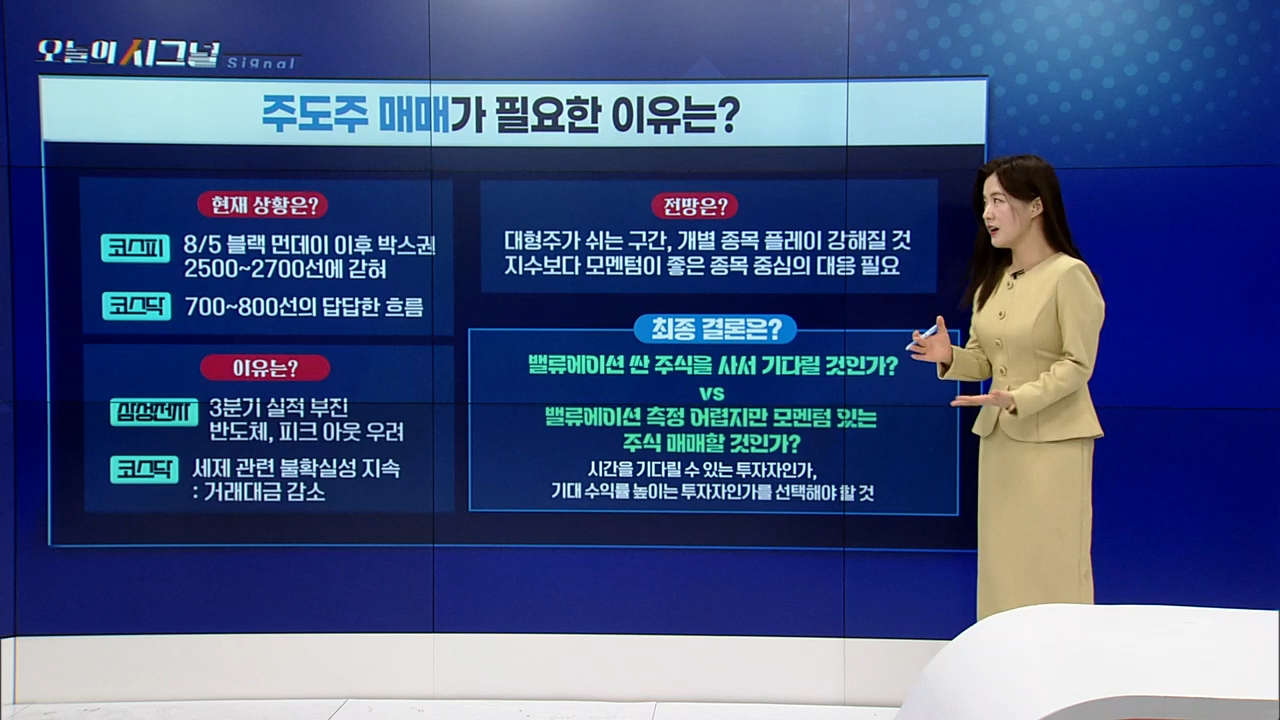 오늘의 시그널
Signal
주도주 매매가 필요한 이유는?
현재 상황은?
코스피
8/5 블랙 먼데이 이후 박스권
2500~2700선에 갇혀
코스닥
700~800선의 답답한 흐름
이유는?
삼성전자
3분기 실적 부진
반도체, 피크 아웃 우려
코스닥
세제 관련 불확실성 지속
: 거래대금 감소
전망은?
대형주가 쉬는 구간, 개별 종목 플레이 강해질 것
지수보다 모멘텀이 좋은 종목 중심의 대응 필요
최종 결론은?
밸류에이션 싼 주식을 사서 기다릴 것인가?
vs
밸류에이션 측정 어렵지만 모멘텀 있는
주식 매매할 것인가?
시간을 기다릴 수 있는 투자자인가,
기대 수익률 높이는 투자자인가를 선택해야 할 것